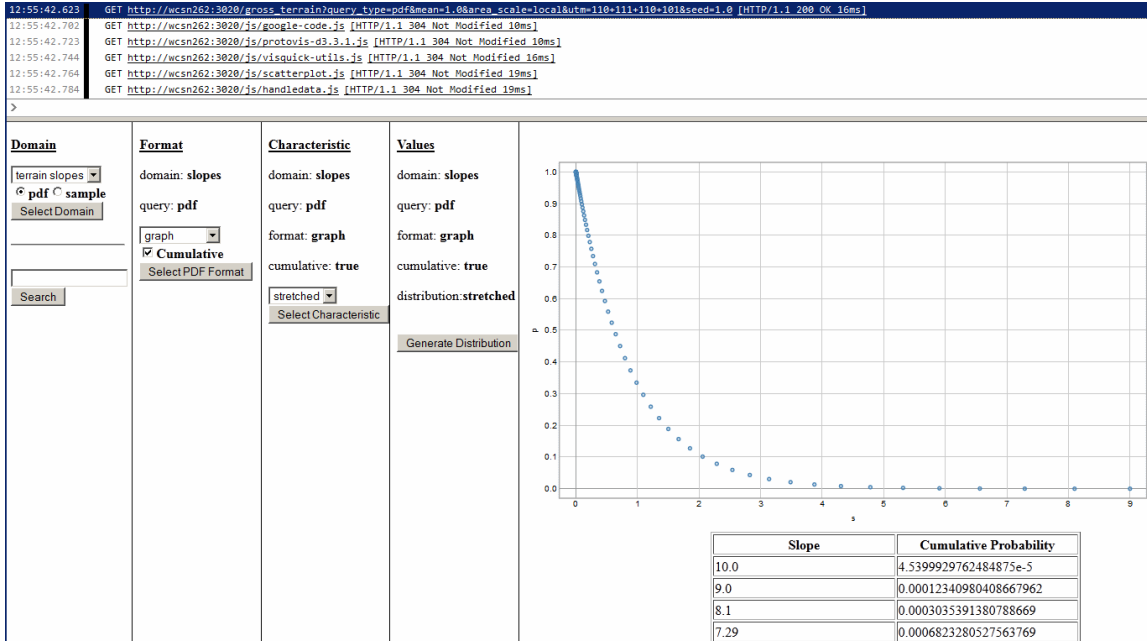 12:55:42.623 GET http://wcsn262:3020/gross_terrain?query_type=pdf&mean=1.0&area_scale=local&utm=110+111+110+101&seed=1.0 [HTTP/1.1 200 OK 16ms]
12:55:42.702 GET http://wcsn262:3020/js/google-code.js [HTTP/1.1 304 Not Modified 10ms]
12:55:42.723 GET http://wcsn262:3020/js/protovis-d3.3.1.js [HTTP/1.1 304 Not Modified 10ms]
12:55:42.744 GET http://wcsn262:3020/js/visquick-utils.js [HTTP/1.1 304 Not Modified 16ms]
12:55:42.764 GET http://wcsn262:3020/js/scatterplot.js [HTTP/1.1 304 Not Modified 19ms]
12:55:42.784 GET http://wcsn262:3020/js/handledata.js [HTTP/1.1 304 Not Modified 19ms]
>
Domain
terrain slopes
pdf sample
Select Domain
Search
Format
domain: slopes
query: pdf
graph
Cumulative
Select PDF Format
Characteristic
domain: slopes
query: pdf
format: graph
cumulative: true
stretched
Select Characteristic
Values
domain: slopes
query: pdf
format: graph
cumulative: true
distribution:stretched
Generate Distribution
1.0
0.9
0.8
0.7
0.6
p 0.5
0.4
0.3
0.2
0.1
0.0
0 1 2 3 4 5 6 7 8 9
s
Slope Cumulative Probability
10.0 4.5399929762484875e-5
9.0 0.00012340980408667962
8.1 0.0003035391380788669
7.29 0.0006823280527563769